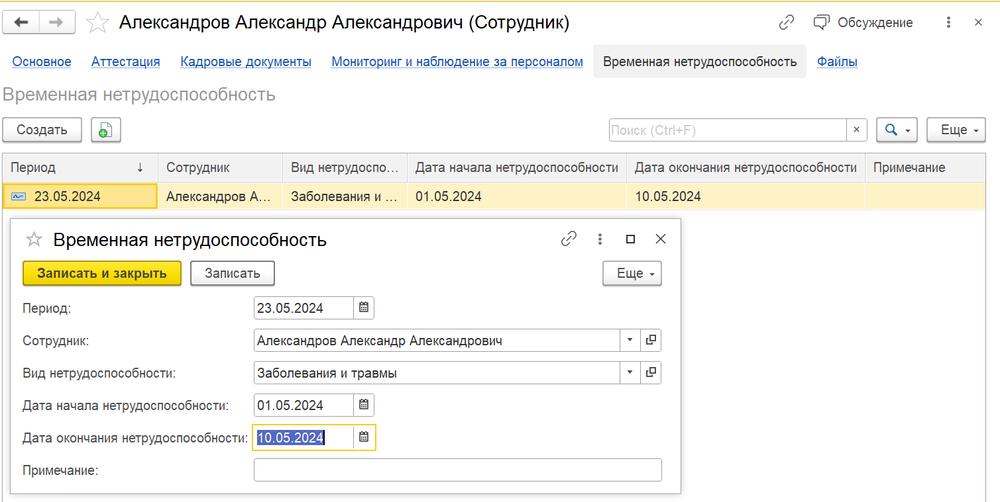 Александров Александр Александрович (Сотрудник) Обсуждение
Основное Аттестация Кадровые документы Мониторинг и наблюдение за персоналом Временная нетрудоспособность Файлы
Временная нетрудоспособность
Создать Поиск (Ctrl+F) × Еще
Период ↓ Сотрудник Вид нетрудоспо... Дата начала нетрудоспособности Дата окончания нетрудоспособности Примечание
23.05.2024 Александров А... Заболевания и ... 01.05.2024 10.05.2024
Временная нетрудоспособность
Записать и закрыть Записать Еще
Период: 23.05.2024
Сотрудник: Александров Александр Александрович
Вид нетрудоспособности: Заболевания и травмы
Дата начала нетрудоспособности: 01.05.2024
Дата окончания нетрудоспособности: 10.05.2024
Примечание: